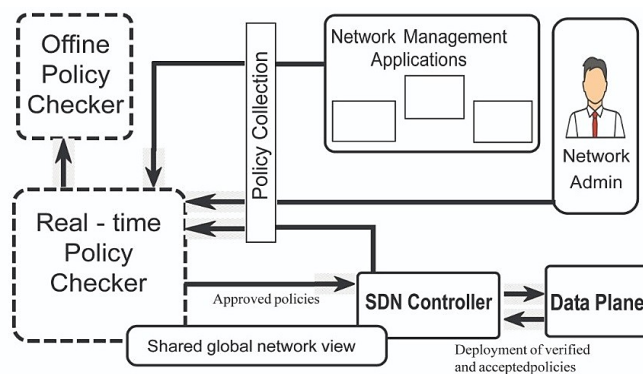 Offine
Policy
Checker
Policy Collection
Network Management
Applications
Network
Admin
Real - time
Policy
Checker
Approved policies
SDN Controller
Data Plane
Shared global network view
Deployment of verified
and acceptedpolicies